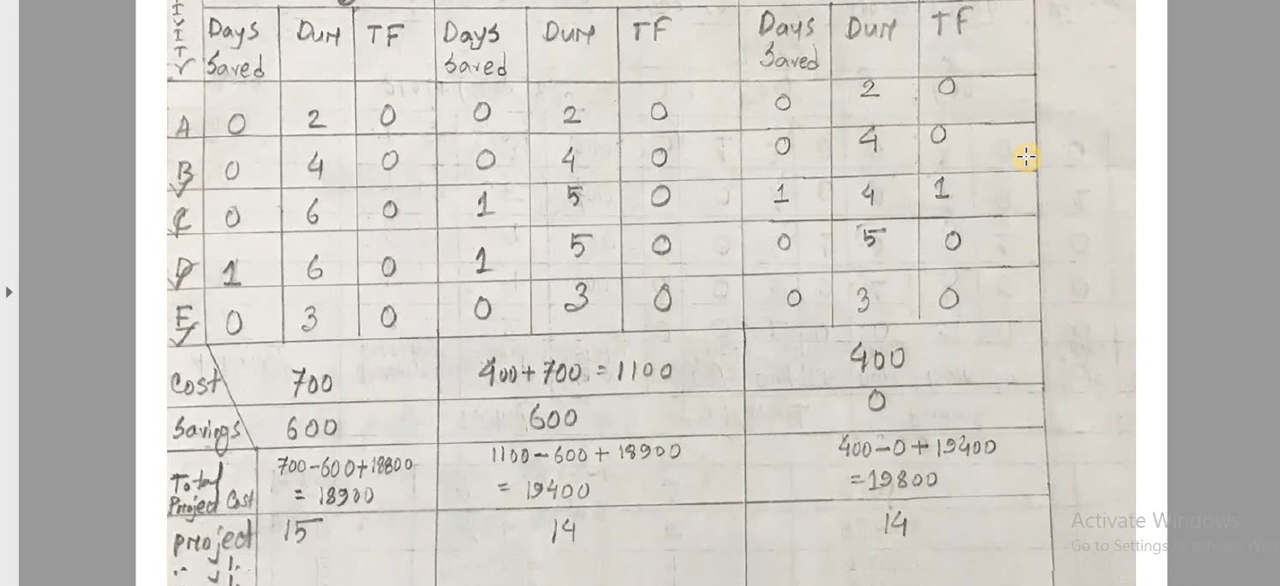 I
V
I
T
Y
Days Saved Durn TF Days Saved Durn TF Days Saved Durn TF
A 0 2 0 0 2 0 0 2 0
B 0 4 0 0 4 0 0 4 0
C 0 6 0 1 5 0 1 4 1
D 1 6 0 1 5 0 0 5 0
E 0 3 0 0 3 0 0 3 0
Cost 700 400+700 = 1100 400
Savings 600 600 0
Total Project Cost 700-600+18800 = 18900 1100-600+18900 = 19400 400-0+19400 = 19800
Project 15 14 14
Activate Windows
Go to Settings to activate Wi